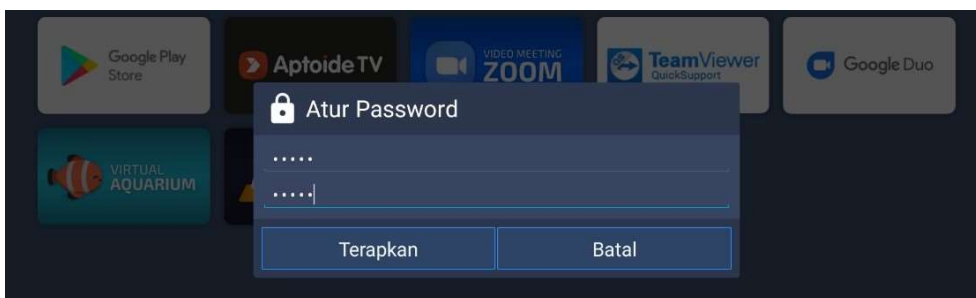 Google Play
Store
Aptoide TV
VIDEO MEETING
ZOOM
TeamViewer
QuickSupport
Google Duo
Atur Password
•••••
VIRTUAL
AQUARIUM
•••••
Terapkan
Batal